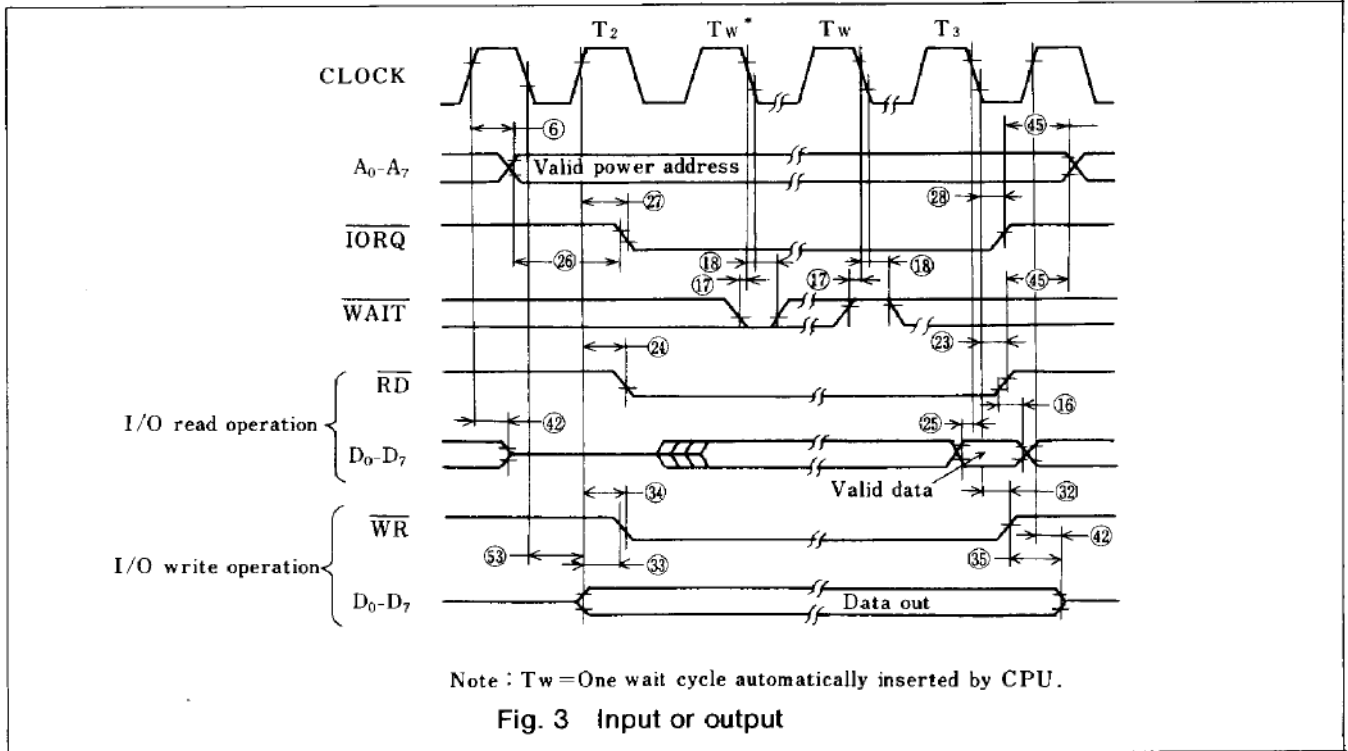 T2 Tw* Tw T3
CLOCK
⑥ ㊺
A0-A7 Valid power address
㉗ ㉘
IORQ
㉖ ⑱ ⑱
⑰ ⑰ ㊺
WAIT
㉔ ㉓
RD
⑯
I/O read operation ㊷ ㉕
D0-D7
Valid data ㉜
㉞
WR
㊷
I/O write operation 53 ㉝ ㉟
D0-D7 Data out
Note : Tw=One wait cycle automatically inserted by CPU.
Fig. 3 Input or output